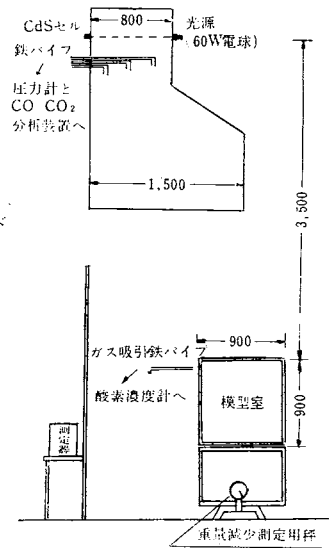 800
CdSセル
光源
(60W電球)
鉄パイプ
圧力計と
CO CO₂
分析装置へ
1,500
3,500
900
ガス吸引鉄パイプ
酸素濃度計へ
模型室
900
測定器
重量減少測定用秤